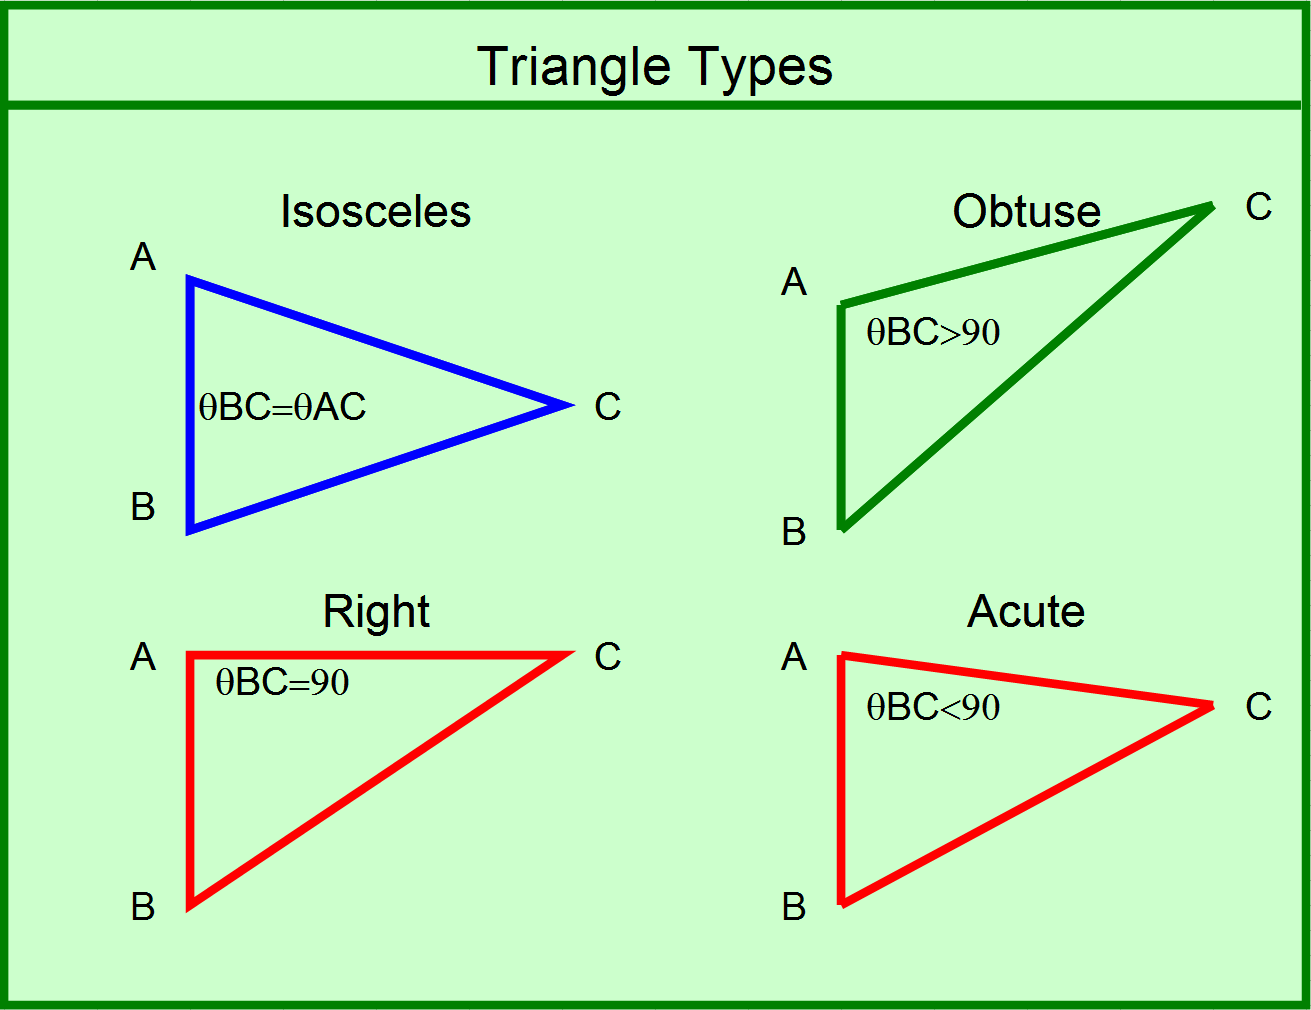 Triangle Types
Isosceles
A
θBC=θAC
C
B
Obtuse
C
A
θBC>90
B
Right
A
C
θBC=90
B
Acute
A
θBC<90
C
B